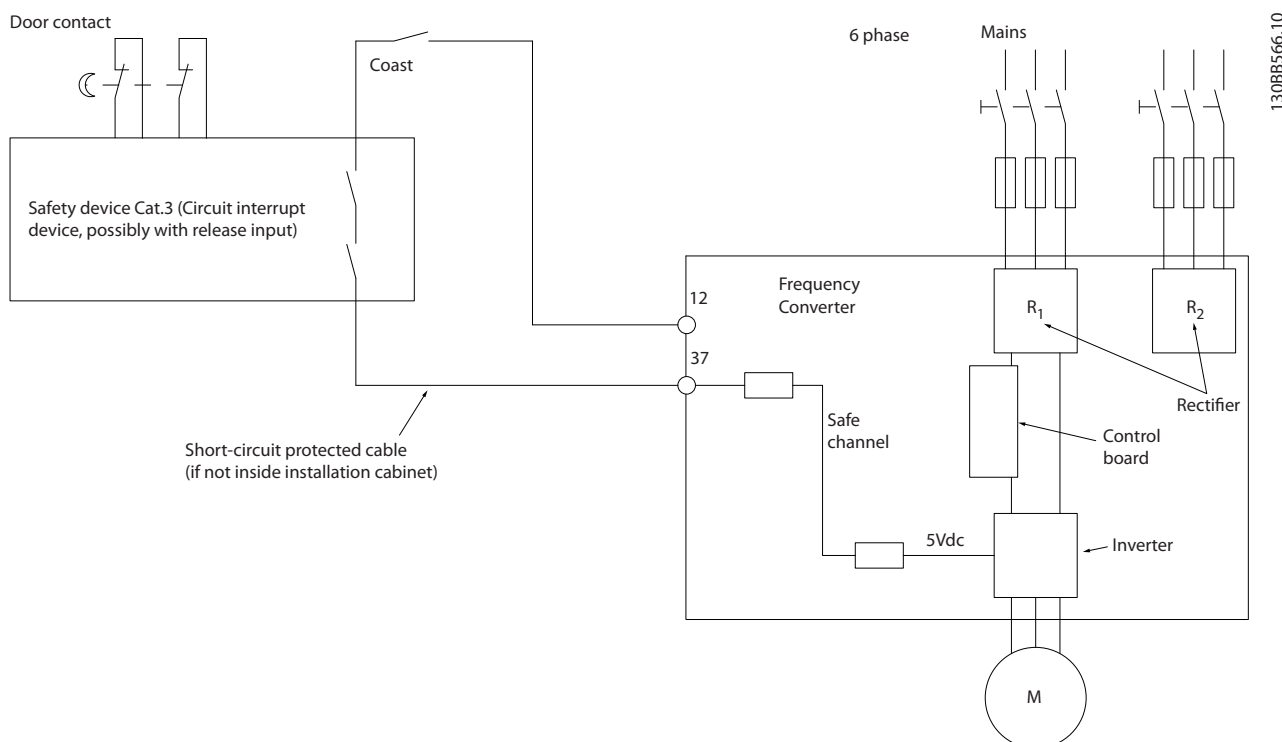 Door contact
Coast
6 phase
Mains
130BB566.10
Safety device Cat.3 (Circuit interrupt
device, possibly with release input)
12
Frequency
Converter
R1
R2
37
Rectifier
Safe
channel
Control
board
Short-circuit protected cable
(if not inside installation cabinet)
5Vdc
Inverter
M